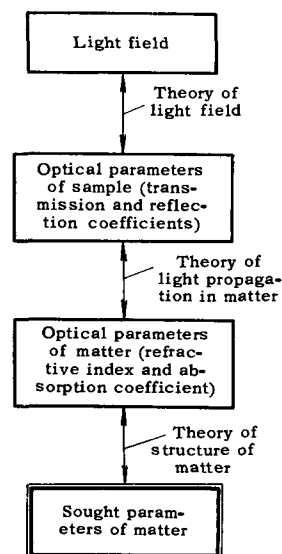 Light field
Theory of
light field
Optical parameters
of sample (trans-
mission and reflec-
tion coefficients)
Theory of
light propaga-
tion in matter
Optical parameters
of matter (refrac-
tive index and ab-
sorption coefficient)
Theory of
structure of
matter
Sought param-
eters of matter